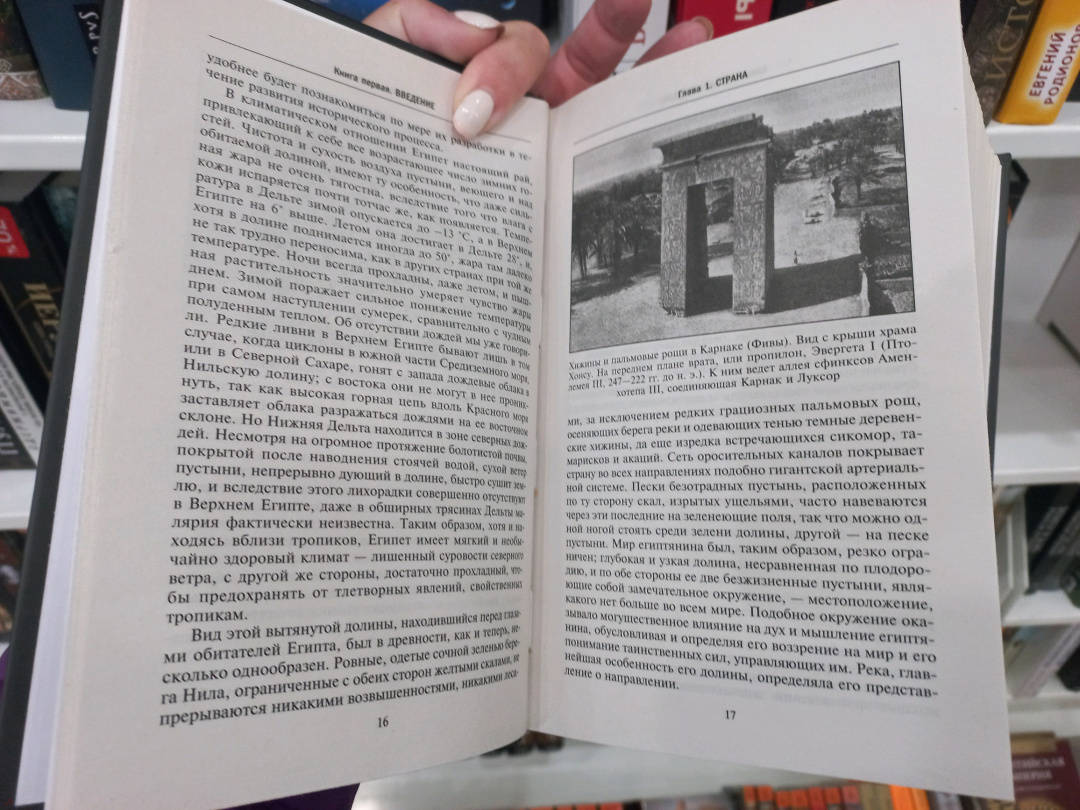 Книга первая. ВВЕДЕНИЕ
удобнее будет познакомиться по мере их разработки в те-
чение развития исторического процесса.
В климатическом отношении Египет настоящий рай,
привлекающий к себе все возрастающее число зимних го-
стей. Чистота и сухость воздуха пустыни, веющего и над
обитаемой долиной, имеют ту особенность, что даже силь-
ная жара не очень тягостна, вследствие того что влага с
кожи испаряется почти тотчас же, как появляется. Темпе-
ратура в Дельте зимой опускается до −13 °С, а в Верхнем
Египте на 6° выше. Летом она достигает в Дельте 28°, и,
хотя в долине поднимается иногда до 50°, жара там далеко
не так трудно переносима, как в других странах при той же
температуре. Ночи всегда прохладны, даже летом, и пыш-
ная растительность значительно умеряет чувство жары
днем. Зимой поражает сильное понижение температуры
при самом наступлении сумерек, сравнительно с чудным
полуденным теплом. Об отсутствии дождей мы уже говори-
ли. Редкие ливни в Верхнем Египте бывают лишь в том
случае, когда циклоны в южной части Средиземного моря,
или в Северной Сахаре, гонят с запада дождевые облака в
Нильскую долину; с востока они не могут в нее проник-
нуть, так как высокая горная цепь вдоль Красного моря
заставляет облака разражаться дождями на ее восточном
склоне. Но Нижняя Дельта находится в зоне северных дож-
дей. Несмотря на огромное протяжение болотистой почвы,
покрытой после наводнения стоячей водой, сухой ветер
пустыни, непрерывно дующий в долине, быстро сушит зем-
лю, и вследствие этого лихорадки совершенно отсутствуют
в Верхнем Египте, даже в обширных трясинах Дельты ма-
лярия фактически неизвестна. Таким образом, хотя и на-
ходясь вблизи тропиков, Египет имеет мягкий и необы-
чайно здоровый климат — лишенный суровости северного
ветра, с другой же стороны, достаточно прохладный, что-
бы предохранять от тлетворных явлений, свойственных
тропикам.
Вид этой вытянутой долины, находившийся перед глаза-
ми обитателей Египта, был в древности, как и теперь, не-
сколько однообразен. Ровные, одетые сочной зеленью бере-
га Нила, ограниченные с обеих сторон желтыми скалами, не
прерываются никакими возвышенностями, никакими леса-
16
Глава 1. СТРАНА
Хижины и пальмовые рощи в Карнаке (Фивы). Вид с крыши храма
Хонсу. На переднем плане врата, или пропилон, Эвергета I (Пто-
лемея III, 247—222 гг. до н. э.). К ним ведет аллея сфинксов Амен-
хотепа III, соединяющая Карнак и Луксор
ми, за исключением редких грациозных пальмовых рощ,
осеняющих берега реки и одевающих тенью темные деревен-
ские хижины, да еще изредка встречающихся сикомор, та-
марисков и акаций. Сеть оросительных каналов покрывает
страну во всех направлениях подобно гигантской артериаль-
ной системе. Пески безотрадных пустынь, расположенных
по ту сторону скал, изрытых ущельями, часто навеваются
через эти последние на зеленеющие поля, так что можно од-
ной ногой стоять среди зелени долины, другой — на песке
пустыни. Мир египтянина был, таким образом, резко огра-
ничен; глубокая и узкая долина, несравненная по плодоро-
дию, и по обе стороны ее две безжизненные пустыни, явля-
ющие собой замечательное окружение, — местоположение,
какого нет больше во всем мире. Подобное окружение ока-
зывало могущественное влияние на дух и мышление египтя-
нина, обусловливая и определяя его воззрение на мир и его
понимание таинственных сил, управляющих им. Река, глав-
нейшая особенность его долины, определяла его представ-
ление о направлении.
17
ЕВГЕНИЙ
РОДИОНОВ